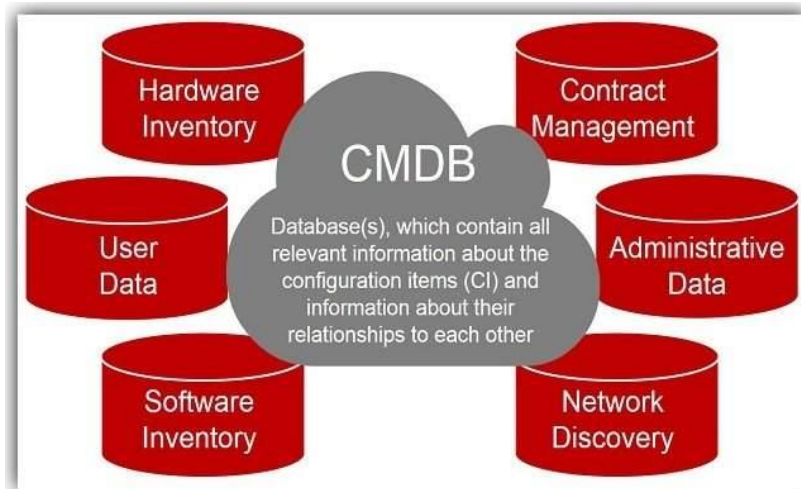 Hardware
Inventory
Contract
Management
CMDB
Database(s), which contain all
relevant information about the
configuration items (CI) and
information about their
relationships to each other
User
Data
Administrative
Data
Software
Inventory
Network
Discovery